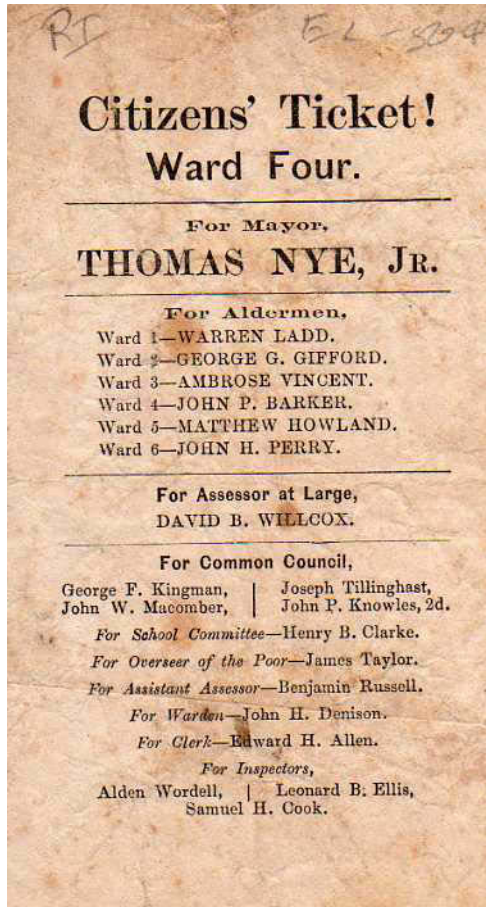 RI EL-304
Citizens' Ticket!
Ward Four.
For Mayor,
THOMAS NYE, JR.
For Aldermen,
Ward 1—WARREN LADD.
Ward 2—GEORGE G. GIFFORD.
Ward 3—AMBROSE VINCENT.
Ward 4—JOHN P. BARKER.
Ward 5—MATTHEW HOWLAND.
Ward 6—JOHN H. PERRY.
For Assessor at Large,
DAVID B. WILLCOX.
For Common Council,
George F. Kingman, | Joseph Tillinghast,
John W. Macomber, | John P. Knowles, 2d.
For School Committee—Henry B. Clarke.
For Overseer of the Poor—James Taylor.
For Assistant Assessor—Benjamin Russell.
For Warden—John H. Denison.
For Clerk—Edward H. Allen.
For Inspectors,
Alden Wordell, | Leonard B. Ellis,
Samuel H. Cook.